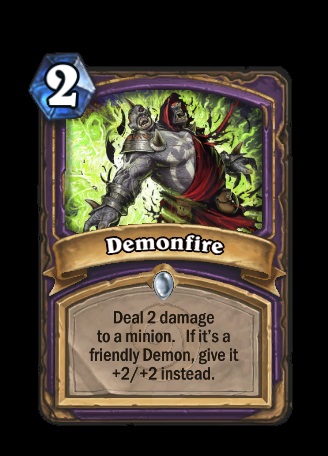 2
Demonfire
Deal 2 damage
to a minion. If it's a
friendly Demon, give it
+2/+2 instead.